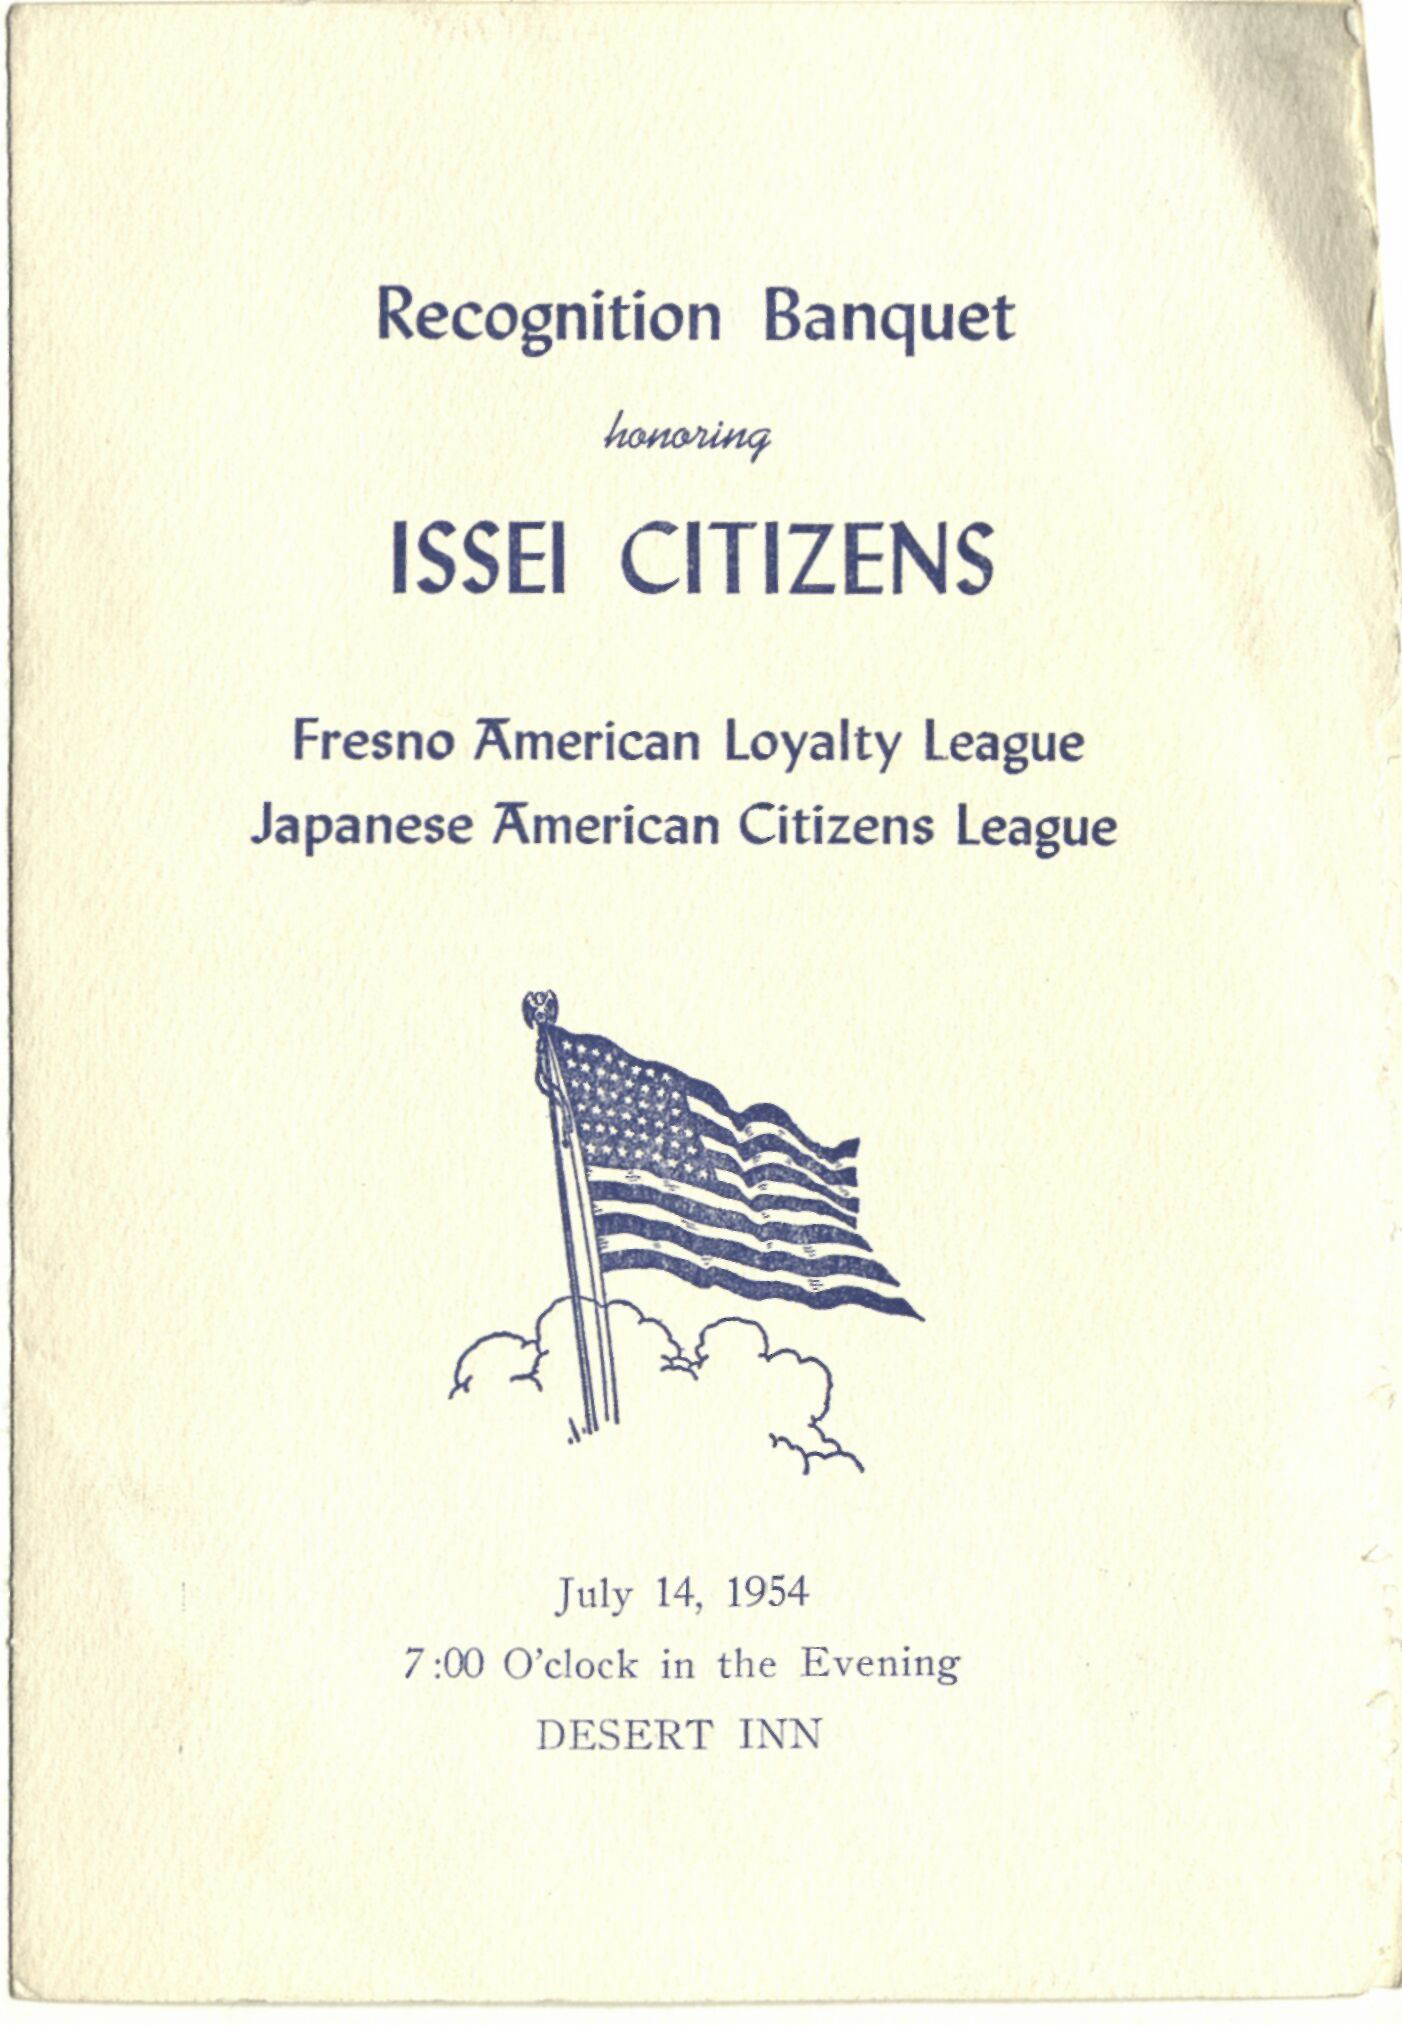 Recognition Banquet
honoring
ISSEI CITIZENS
Fresno American Loyalty League
Japanese American Citizens League
July 14, 1954
7:00 O'clock in the Evening
DESERT INN